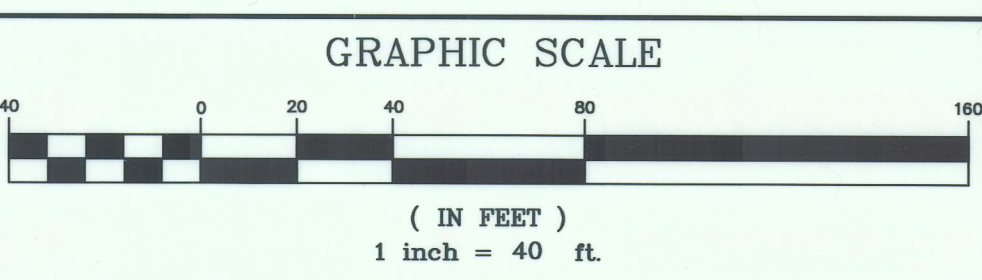 GRAPHIC SCALE
40 0 20 40 80 160
( IN FEET )
1 inch = 40 ft.